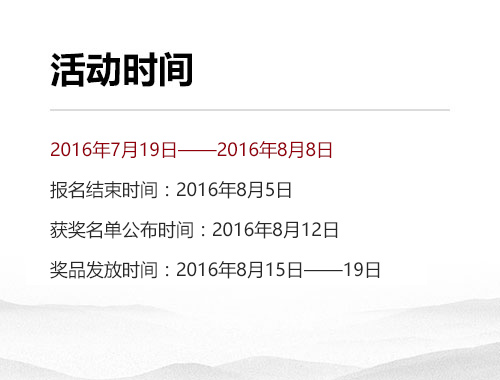 活动时间
2016年7月19日——2016年8月8日
报名结束时间：2016年8月5日
获奖名单公布时间：2016年8月12日
奖品发放时间：2016年8月15日——19日